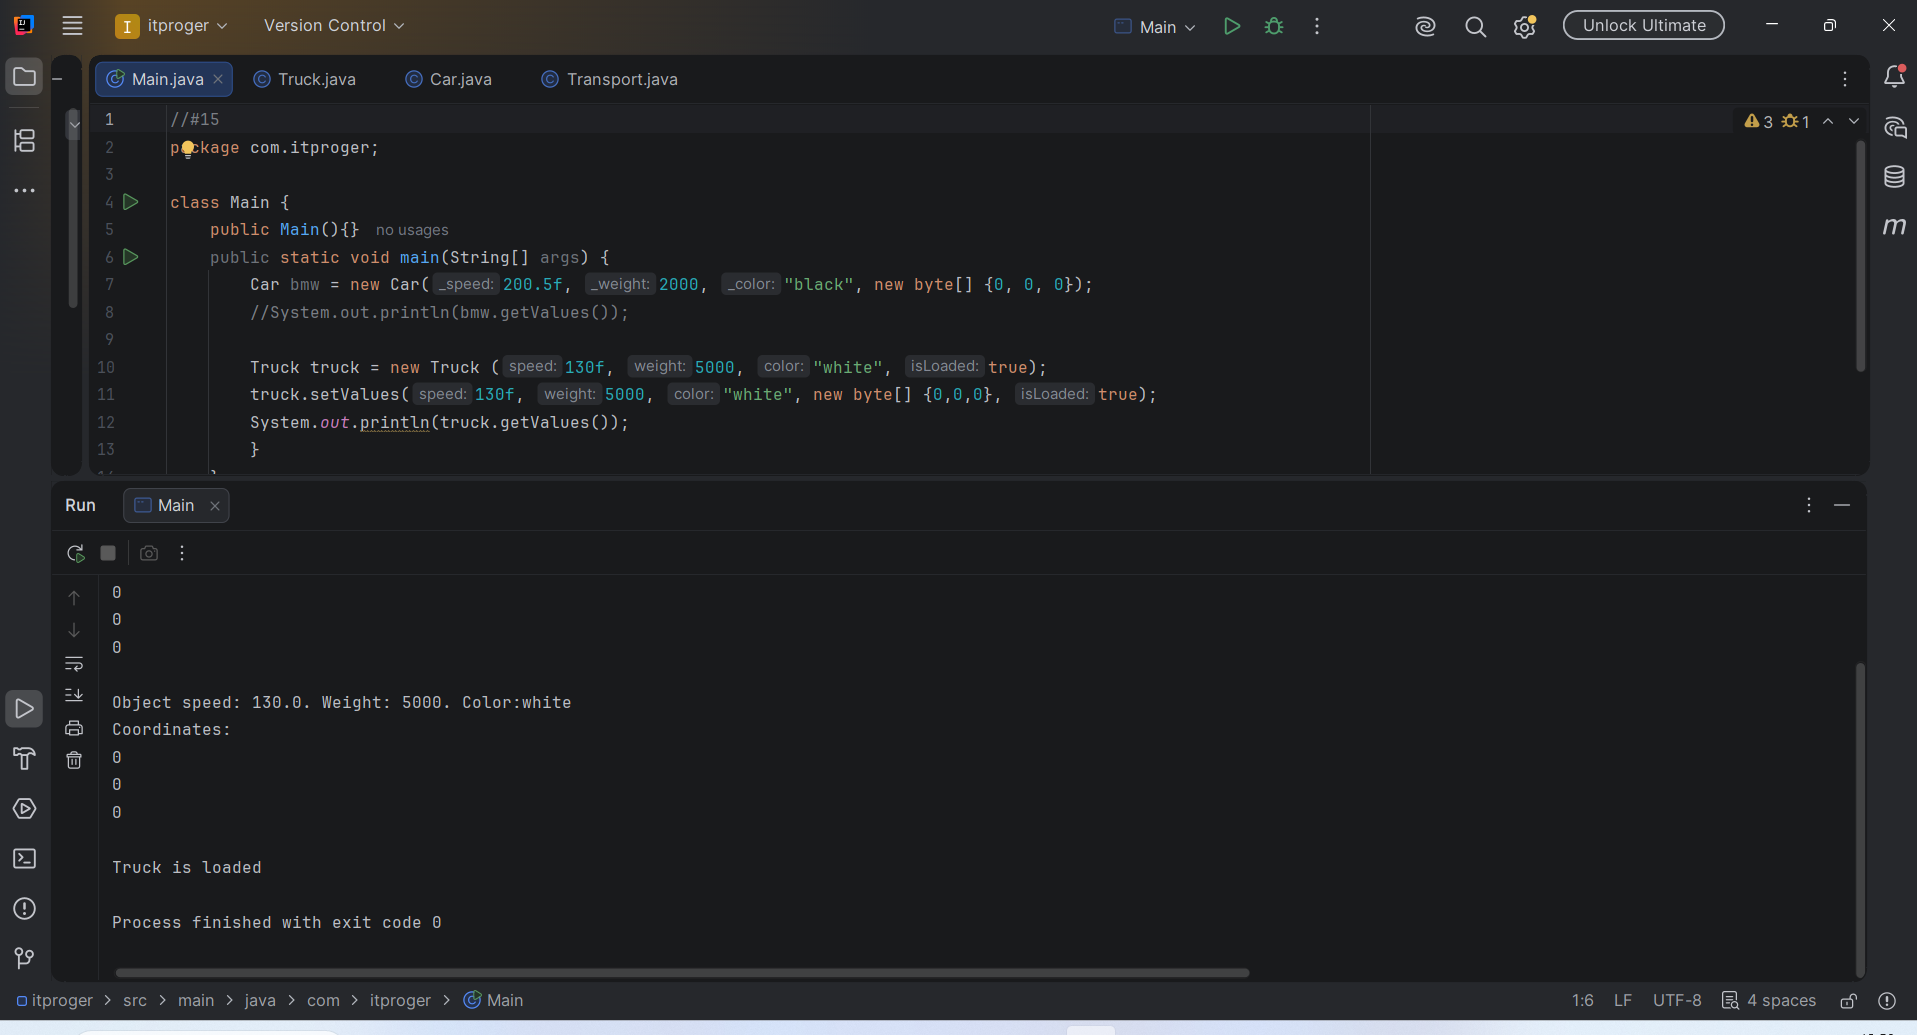 I itproger Version Control Main Unlock Ultimate
Main.java Truck.java Car.java Transport.java
1 //#15 3 1
2 package com.itproger;
3
4 class Main {
5 public Main(){} no usages
6 public static void main(String[] args) {
7 Car bmw = new Car( _speed: 200.5f, _weight: 2000, _color: "black", new byte[] {0, 0, 0});
8 //System.out.println(bmw.getValues());
9
10 Truck truck = new Truck ( speed: 130f, weight: 5000, color: "white", isLoaded: true);
11 truck.setValues( speed: 130f, weight: 5000, color: "white", new byte[] {0,0,0}, isLoaded: true);
12 System.out.println(truck.getValues());
13 }
Run Main
0
0
0
Object speed: 130.0. Weight: 5000. Color:white
Coordinates:
0
0
0
Truck is loaded
Process finished with exit code 0
itproger > src > main > java > com > itproger > Main 1:6 LF UTF-8 4 spaces